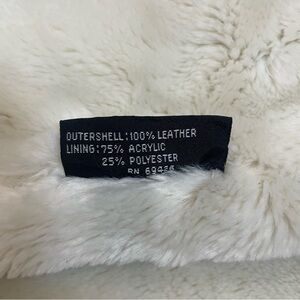 OUTERSHELL:100% LEATHER
LINING:75% ACRYLIC
25% POLYESTER
RN